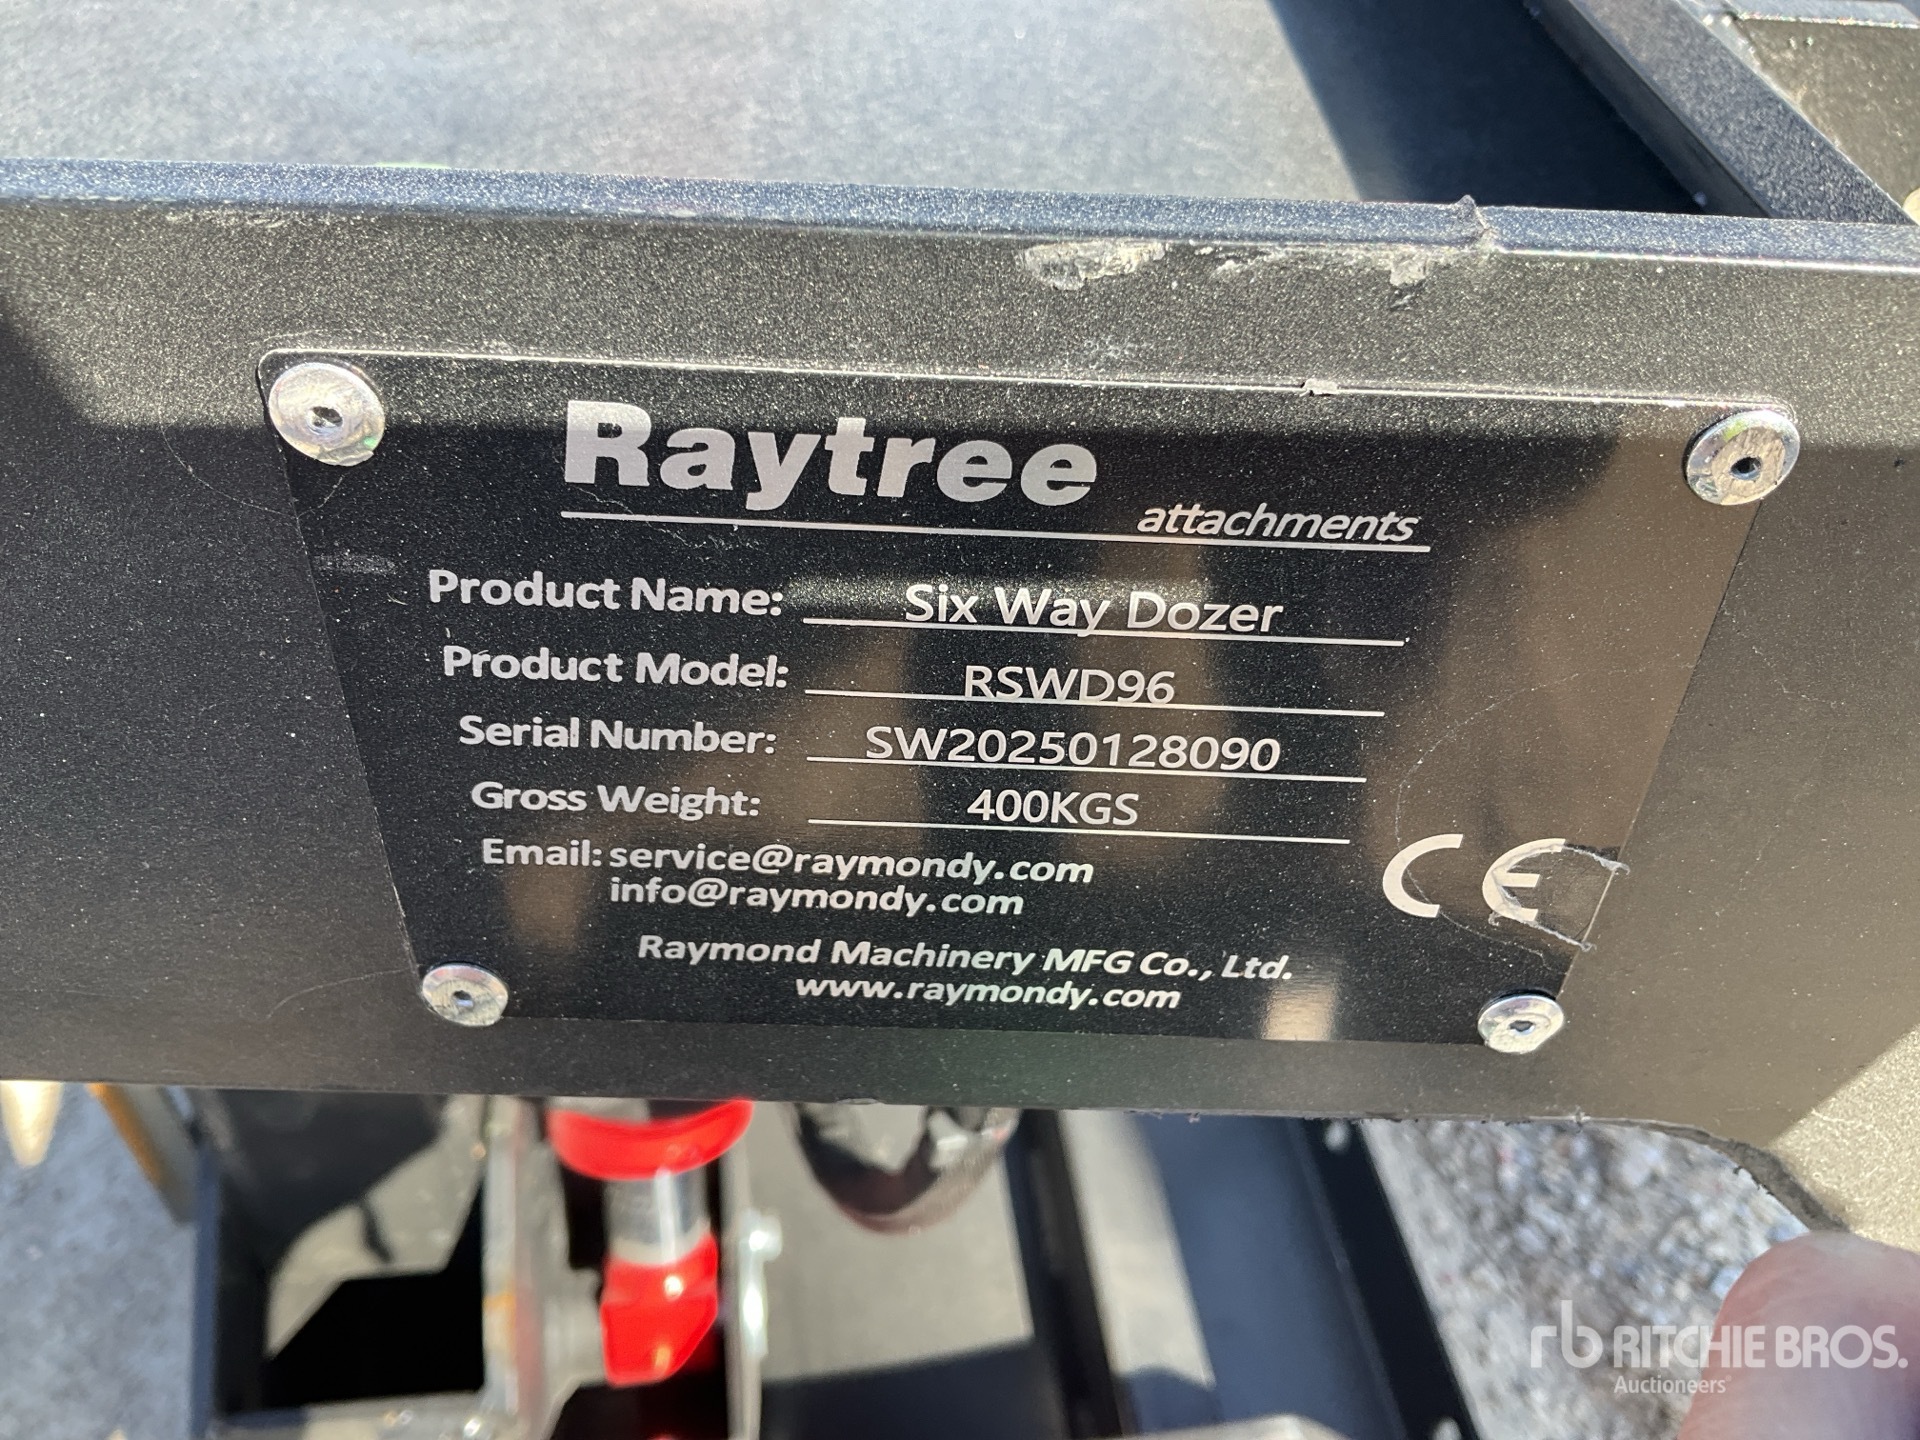 Raytree
attachments
Product Name: Six Way Dozer
Product Model: RSWD96
Serial Number: SW20250128090
Gross Weight: 400KGS
Email: service@raymondy.com
info@raymondy.com
CE
Raymond Machinery MFG Co., Ltd.
www.raymondy.com
rb RITCHIE BROS.
Auctioneers